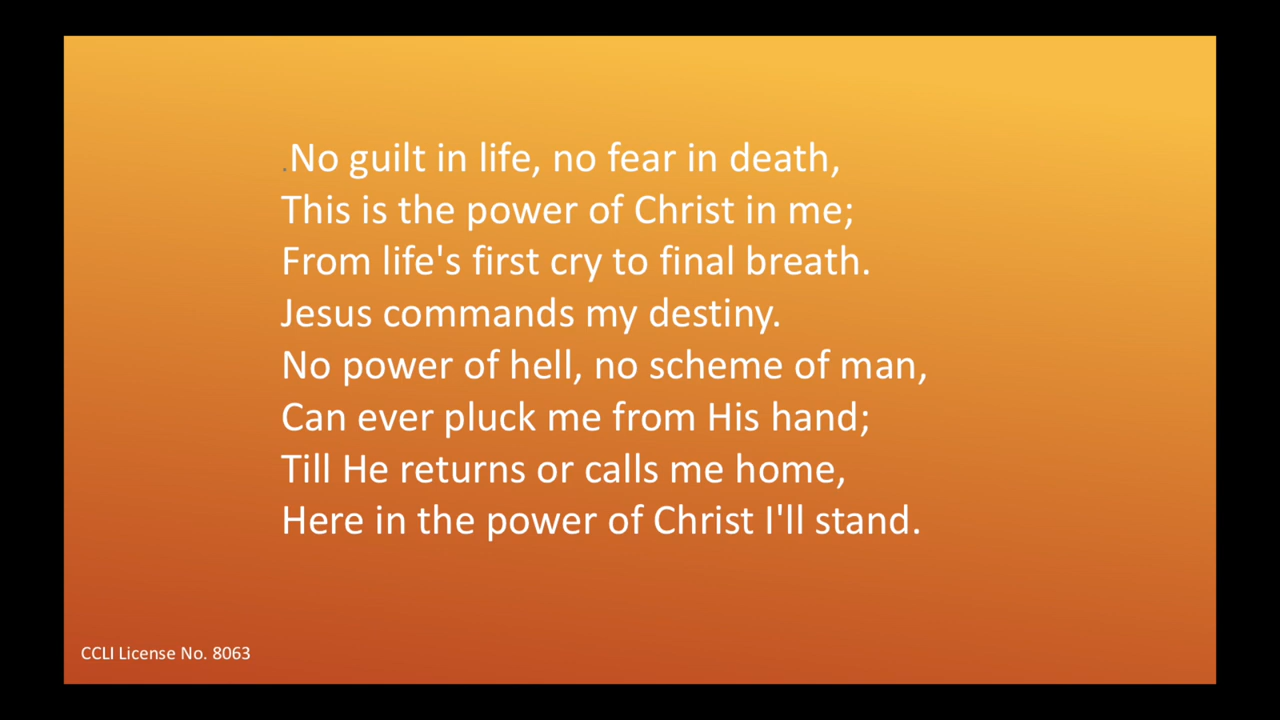 .No guilt in life, no fear in death,
This is the power of Christ in me;
From life's first cry to final breath.
Jesus commands my destiny.
No power of hell, no scheme of man,
Can ever pluck me from His hand;
Till He returns or calls me home,
Here in the power of Christ I'll stand.
CCLI License No. 8063